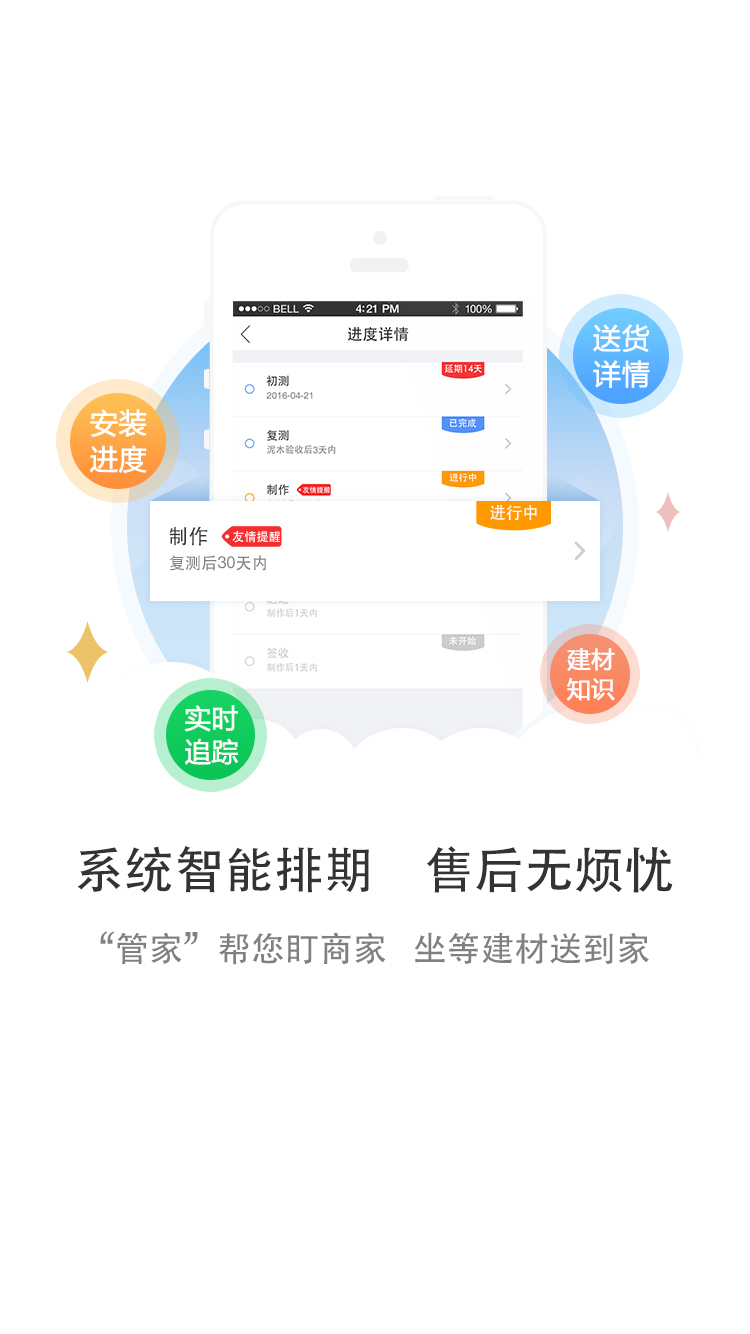 BELL
4:21 PM
100%
进度详情
延期14天
初测
2016-04-21
已完成
复测
泥木验收后3天内
进行中
制作
友情提醒
进行中
制作
友情提醒
复测后30天内
制作后1天内
未开始
签收
制作后1天内
送货
详情
安装
进度
建材
知识
实时
追踪
系统智能排期 售后无烦忧
“管家”帮您盯商家 坐等建材送到家